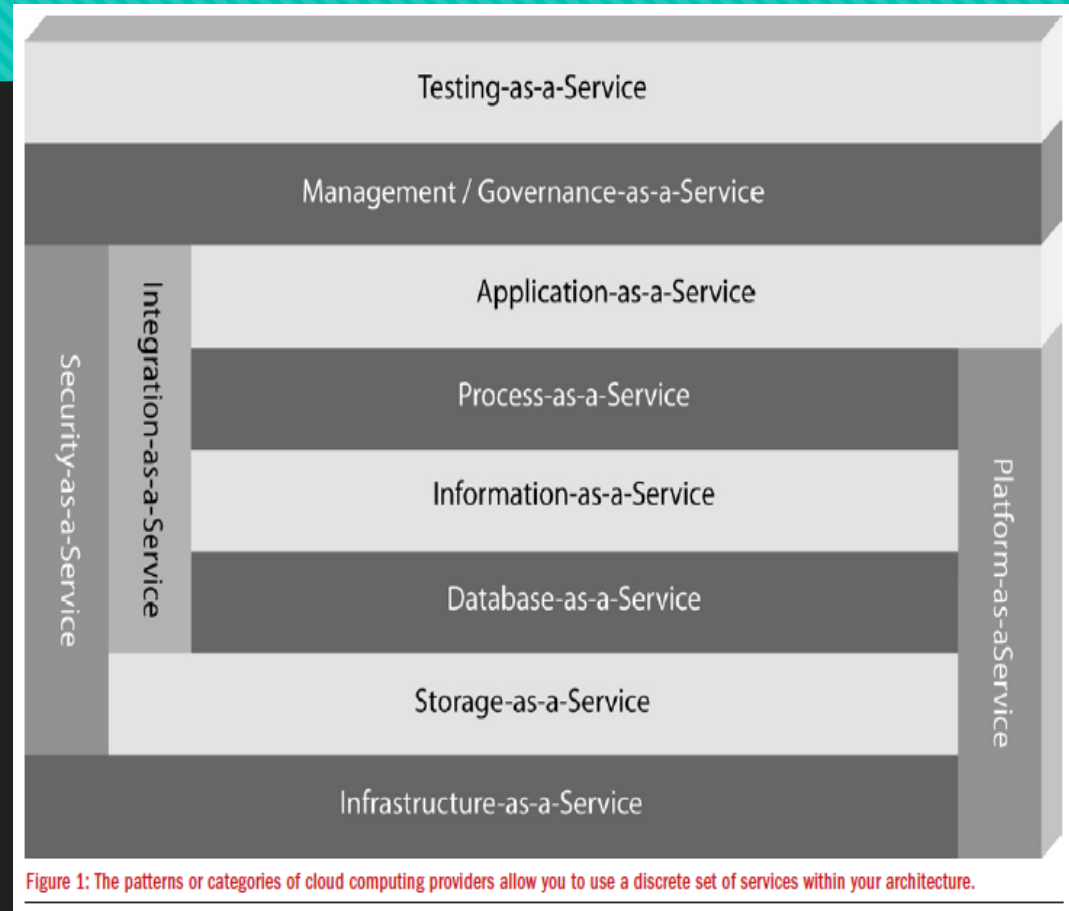 Testing-as-a-Service
Management / Governance-as-a-Service
Security-as-a-Service
Integration-as-a-Service
Application-as-a-Service
Process-as-a-Service
Information-as-a-Service
Database-as-a-Service
Platform-as-aService
Storage-as-a-Service
Infrastructure-as-a-Service
Figure 1: The patterns or categories of cloud computing providers allow you to use a discrete set of services within your architecture.